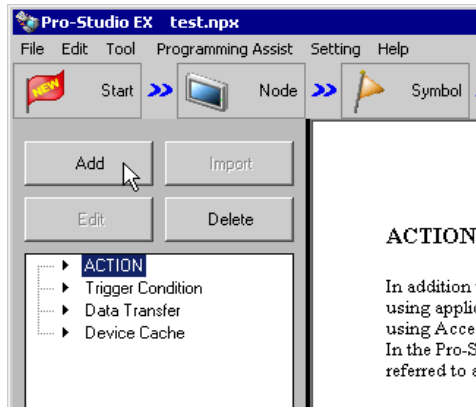 Pro-Studio EX test.npx
File Edit Tool Programming Assist Setting Help
NEW Start Node Symbol
Add Import
Edit Delete
ACTION
Trigger Condition
Data Transfer
Device Cache
ACTION
In addition
using appli
using Acce
In the Pro-S
referred to a